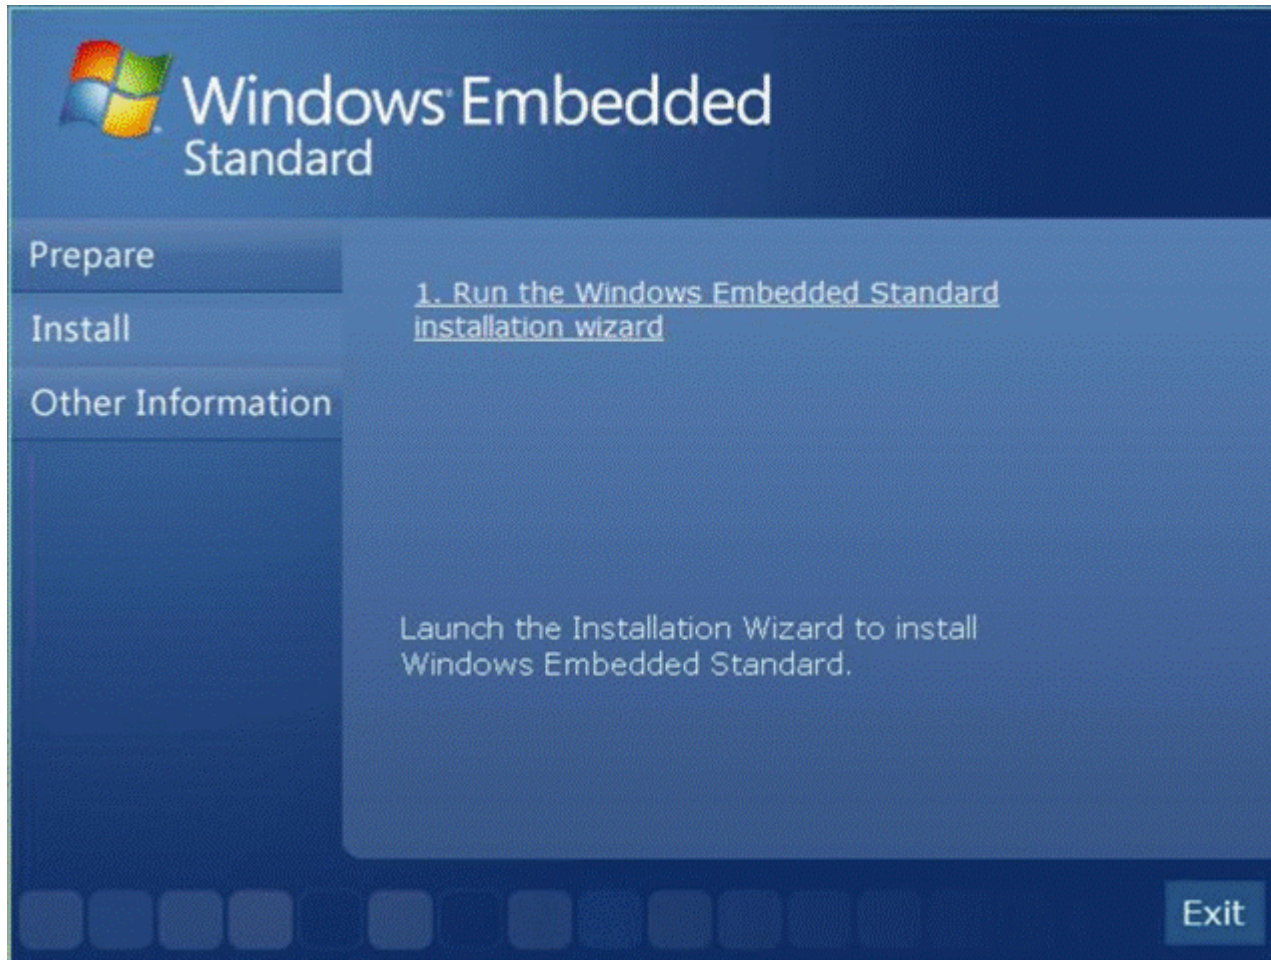 Windows® Embedded
Standard
Prepare
Install
Other Information
1. Run the Windows Embedded Standard
installation wizard
Launch the Installation Wizard to install
Windows Embedded Standard.
Exit